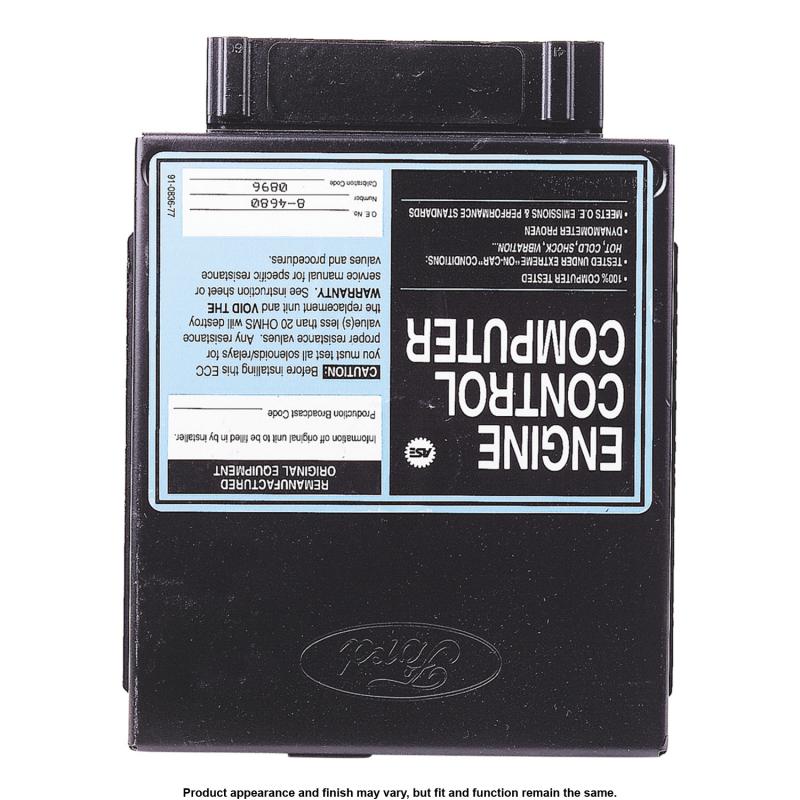 ENGINE
CONTROL
COMPUTER
ASE
• 100% COMPUTER TESTED
• TESTED UNDER EXTREME "ON-CAR" CONDITIONS:
HOT, COLD, SHOCK, VIBRATION...
• DYNAMOMETER PROVEN
• MEETS O.E. EMISSIONS & PERFORMANCE STANDARDS
REMANUFACTURED
ORIGINAL EQUIPMENT
Information off original unit to be filled in by installer.
Production Broadcast Code
CAUTION: Before installing this ECC
you must test all solenoids/relays for
proper resistance values. Any resistance
value(s) less than 20 OHMS will destroy
the replacement unit and VOID THE
WARRANTY. See instruction sheet or
service manual for specific resistance
values and procedures.
O.E. No
Number 8-4680
Calibration Code 0896
91-0836-77
Ford
41
60
Product appearance and finish may vary, but fit and function remain the same.